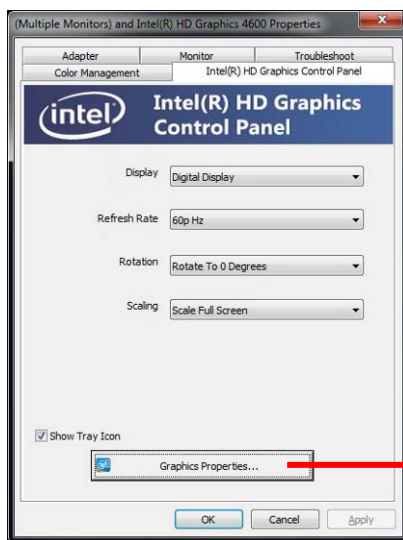 (Multiple Monitors) and Intel(R) HD Graphics 4600 Properties
Adapter Monitor Troubleshoot
Color Management Intel(R) HD Graphics Control Panel
intel Intel(R) HD Graphics
Control Panel
Display Digital Display
Refresh Rate 60p Hz
Rotation Rotate To 0 Degrees
Scaling Scale Full Screen
Show Tray Icon
Graphics Properties...
OK Cancel Apply